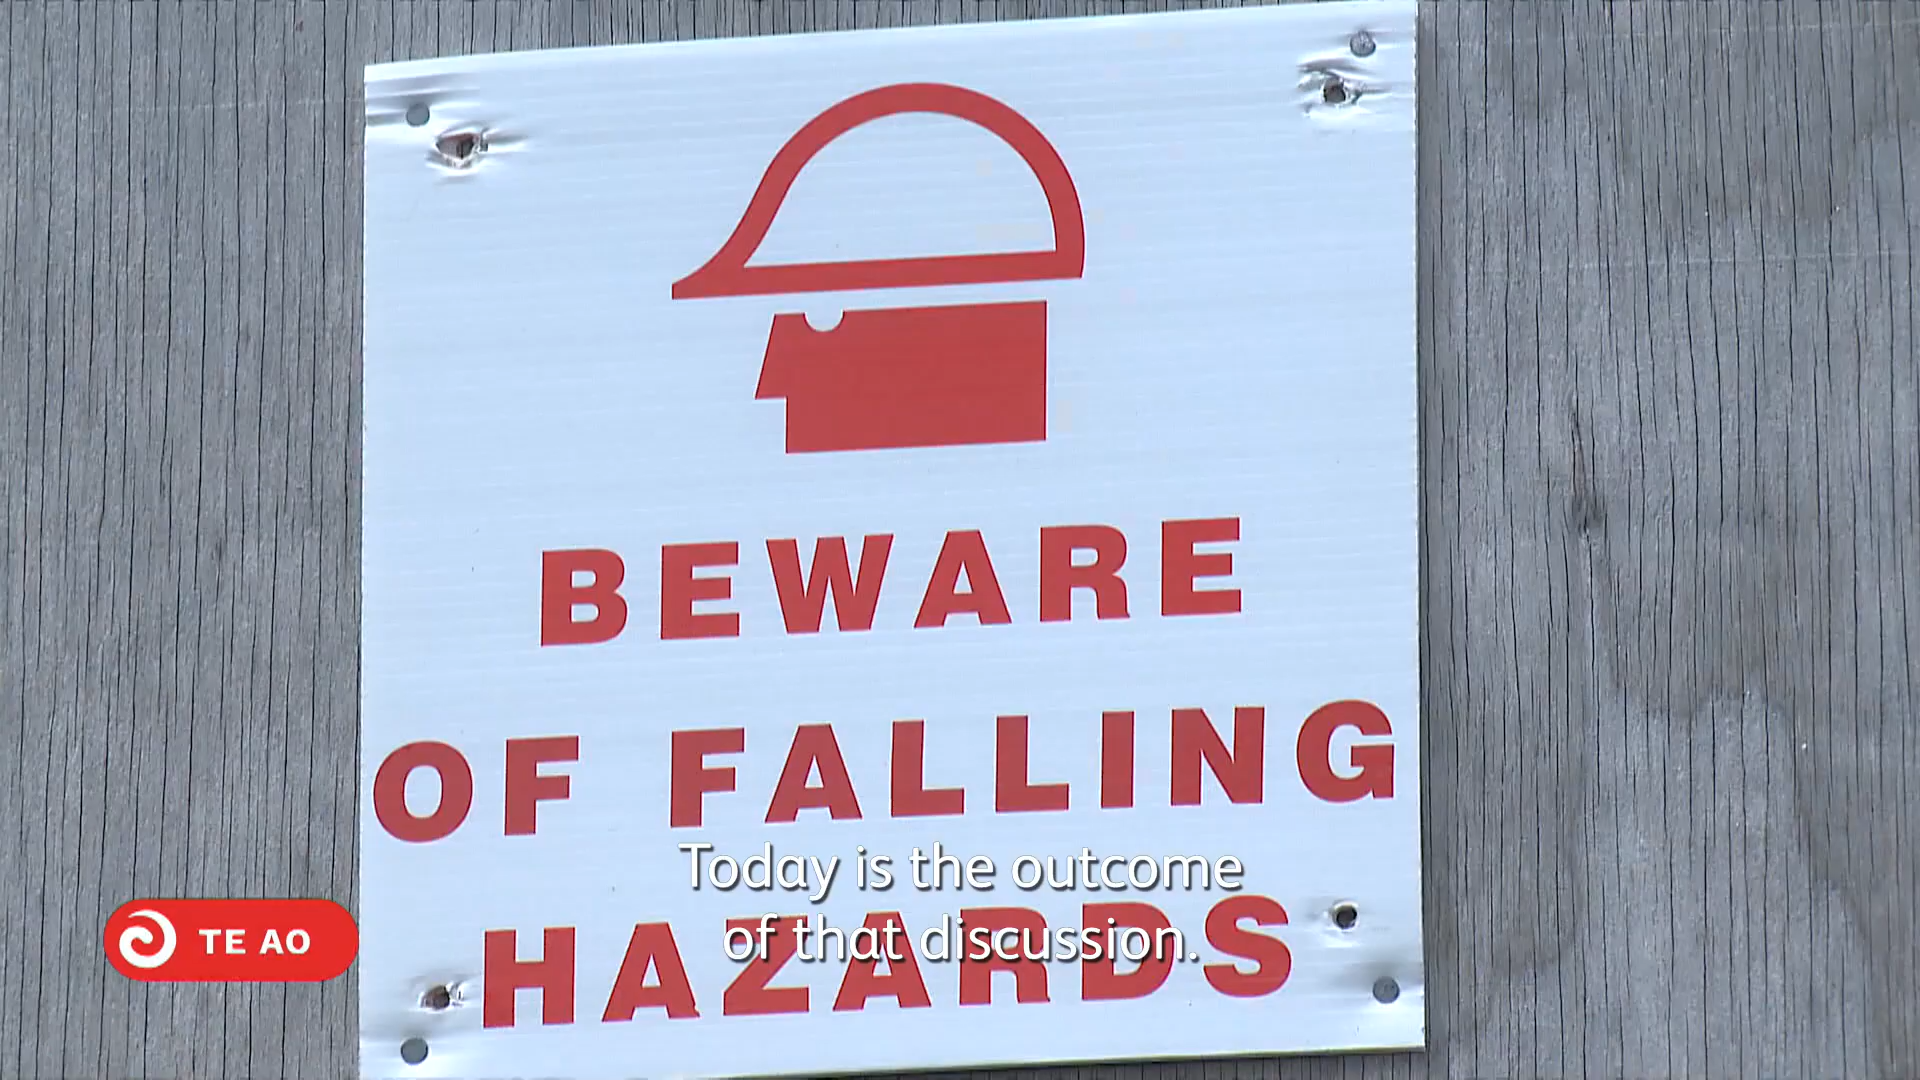 BEWARE
OF FALLING
HAZARDS
Today is the outcome
of that discussion.
TE AO